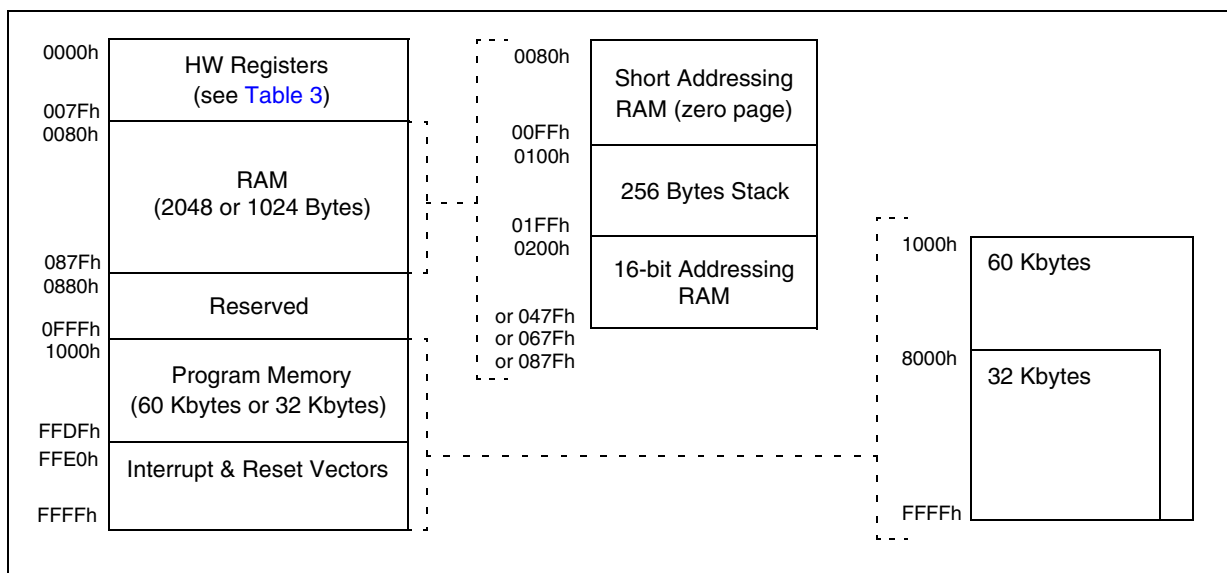 0000h
HW Registers
(see Table 3)
007Fh
0080h
RAM
(2048 or 1024 Bytes)
087Fh
0880h
Reserved
0FFFh
1000h
Program Memory
(60 Kbytes or 32 Kbytes)
FFDFh
FFE0h
Interrupt & Reset Vectors
FFFFh
0080h
Short Addressing
RAM (zero page)
00FFh
0100h
256 Bytes Stack
01FFh
0200h
16-bit Addressing
RAM
or 047Fh
or 067Fh
or 087Fh
1000h
60 Kbytes
8000h
32 Kbytes
FFFFh